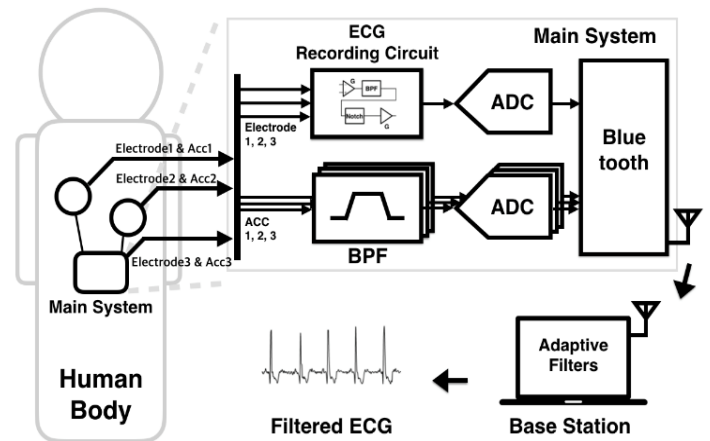 ECG
Recording Circuit
Main System
G
BPF
Notch
G
ADC
Blue
tooth
Electrode
1, 2, 3
Electrode1 & Acc1
Electrode2 & Acc2
Electrode3 & Acc3
ACC
1, 2, 3
BPF
ADC
Main System
Human
Body
Adaptive
Filters
Filtered ECG
Base Station